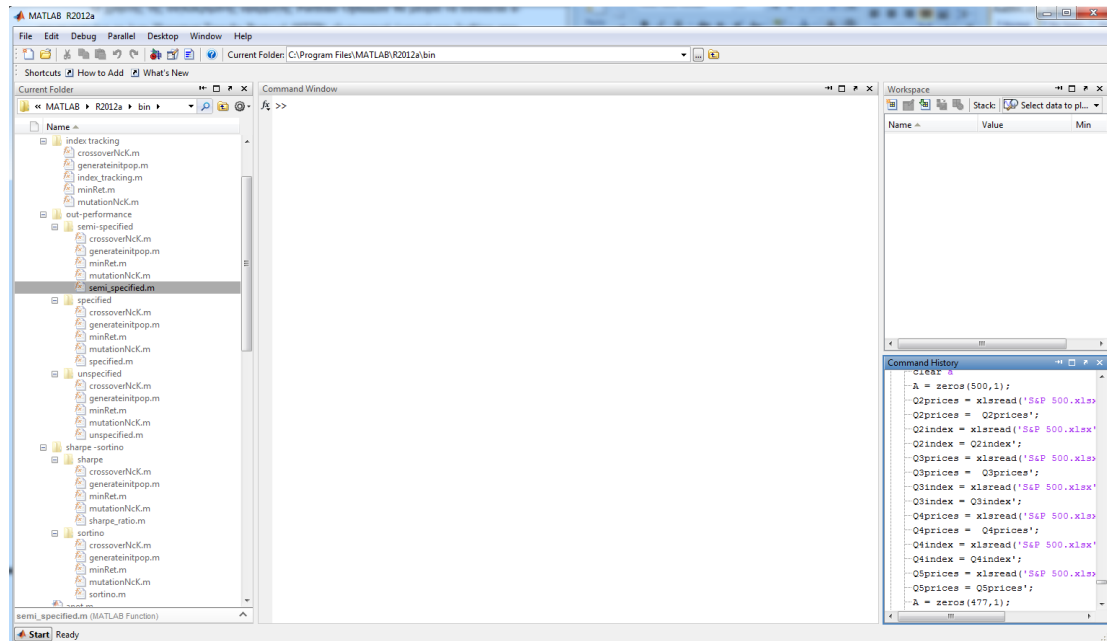 MATLAB R2012a
File Edit Debug Parallel Desktop Window Help
Current Folder: C:\Program Files\MATLAB\R2012a\bin
Shortcuts How to Add What's New
Current Folder
« MATLAB ▸ R2012a ▸ bin ▸
Name
index tracking
crossoverNcK.m
generateinitpop.m
index_tracking.m
minRet.m
mutationNcK.m
out-performance
semi-specified
crossoverNcK.m
generateinitpop.m
minRet.m
mutationNcK.m
semi_specified.m
specified
crossoverNcK.m
generateinitpop.m
minRet.m
mutationNcK.m
specified.m
unspecified
crossoverNcK.m
generateinitpop.m
minRet.m
mutationNcK.m
unspecified.m
sharpe -sortino
sharpe
crossoverNcK.m
generateinitpop.m
minRet.m
mutationNcK.m
sharpe_ratio.m
sortino
crossoverNcK.m
generateinitpop.m
minRet.m
mutationNcK.m
sortino.m
semi_specified.m (MATLAB Function)
Command Window
fx >>
Workspace
Stack: Select data to pl...
Name Value Min
Command History
clear a
A = zeros(500,1);
Q2prices = xlsread('S&P 500.xls
Q2prices = Q2prices';
Q2index = xlsread('S&P 500.xlsx'
Q2index = Q2index';
Q3prices = xlsread('S&P 500.xls
Q3prices = Q3prices';
Q3index = xlsread('S&P 500.xlsx'
Q3index = Q3index';
Q4prices = xlsread('S&P 500.xls
Q4prices = Q4prices';
Q4index = xlsread('S&P 500.xlsx'
Q4index = Q4index';
Q5prices = xlsread('S&P 500.xls
Q5prices = Q5prices';
A = zeros(477,1);
Start Ready